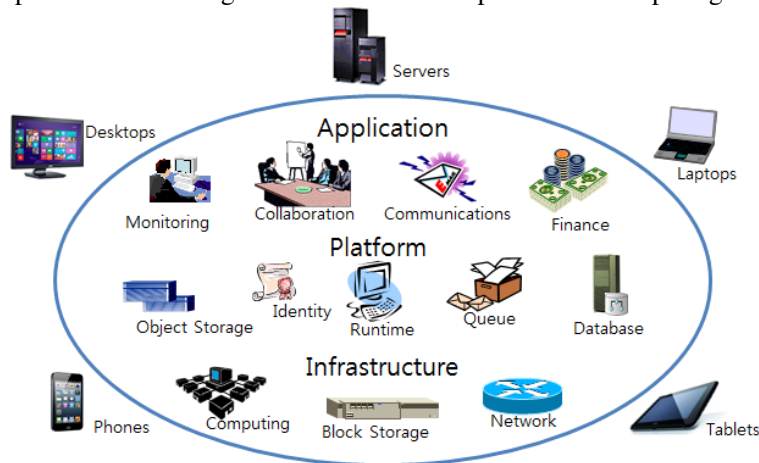 Servers
Desktops
Application
Laptops
Monitoring
Collaboration
Communications
Finance
Platform
Object Storage
Identity
Runtime
Queue
Database
Infrastructure
Phones
Computing
Block Storage
Network
Tablets